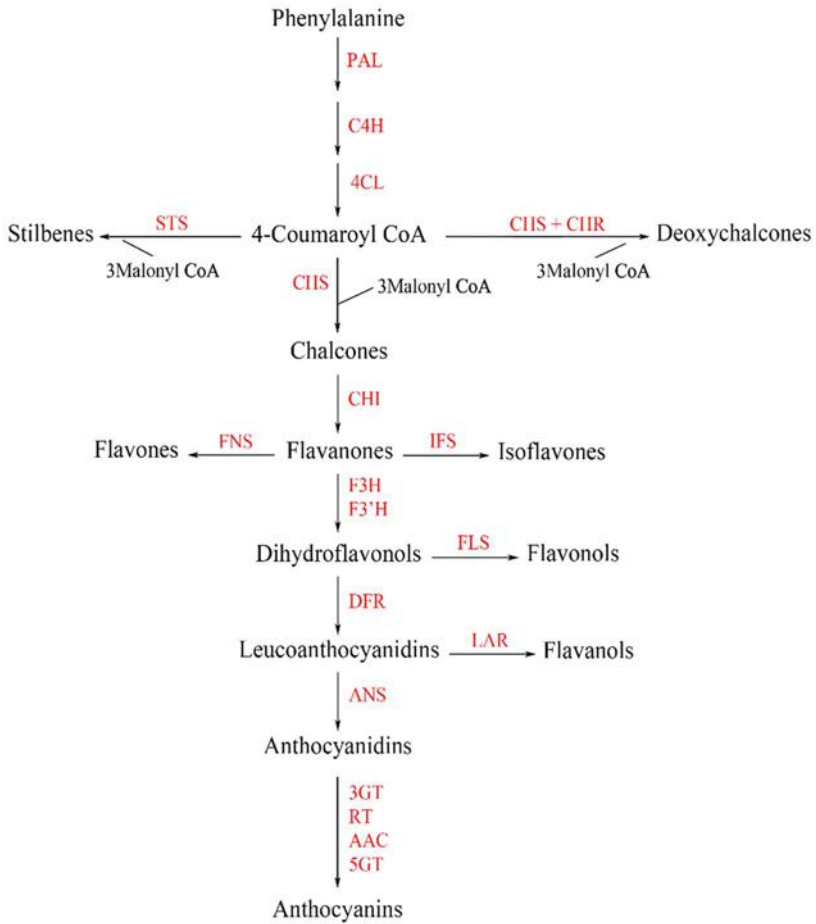 Phenylalanine
PAL
C4H
4CL
Stilbenes STS 4-Coumaroyl CoA CHS + CHR Deoxychalcones
3Malonyl CoA 3Malonyl CoA
CHS 3Malonyl CoA
Chalcones
CHI
Flavones FNS Flavanones IFS Isoflavones
F3H
F3'H
Dihydroflavonols FLS Flavonols
DFR
Leucoanthocyanidins LAR Flavanols
ANS
Anthocyanidins
3GT
RT
AAC
5GT
Anthocyanins